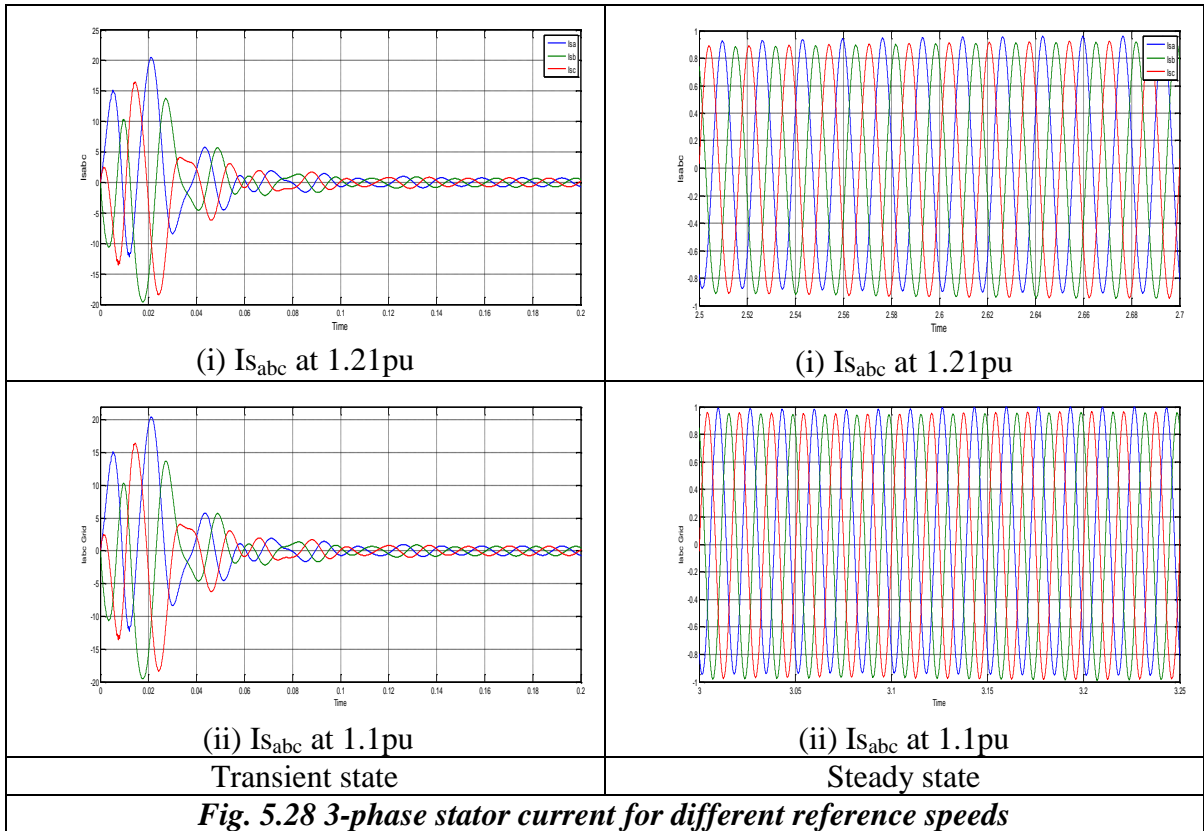 25
20
15
10
5
0
-5
-10
-15
-20
Isabc
0 0.02 0.04 0.06 0.08 0.1 0.12 0.14 0.16 0.18 0.2
Time
Isa
Isb
Isc
(i) Isabc at 1.21pu
1
0.8
0.6
0.4
0.2
0
-0.2
-0.4
-0.6
-0.8
-1
Isabc
2.5 2.52 2.54 2.56 2.58 2.6 2.62 2.64 2.66 2.68 2.7
Time
Isa
Isb
Isc
(i) Isabc at 1.21pu
20
15
10
5
0
-5
-10
-15
-20
Iabc Grid
0 0.02 0.04 0.06 0.08 0.1 0.12 0.14 0.16 0.18 0.2
Time
(ii) Isabc at 1.1pu
1
0.8
0.6
0.4
0.2
0
-0.2
-0.4
-0.6
-0.8
-1
Iabc Grid
3 3.05 3.1 3.15 3.2 3.25
Time
(ii) Isabc at 1.1pu
Transient state
Steady state
Fig. 5.28 3-phase stator current for different reference speeds